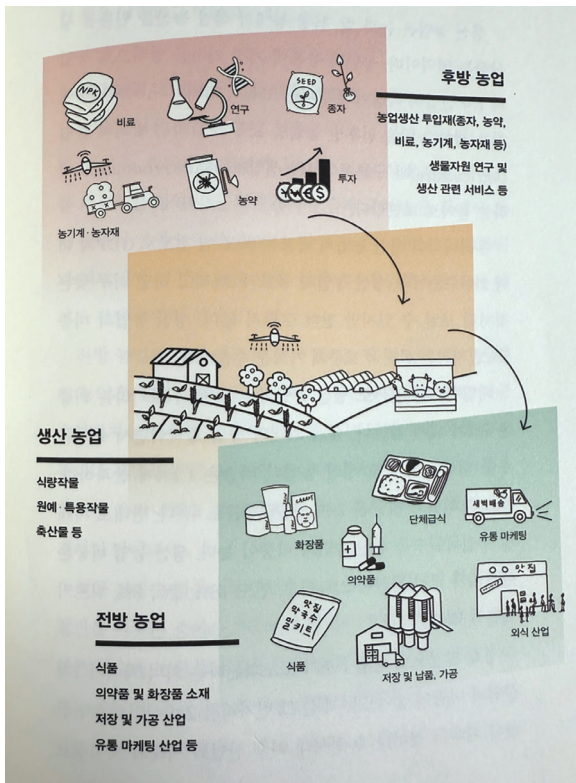 후방 농업
농업생산 투입재(종자, 농약,
비료, 농기계, 농자재 등)
생물자원 연구 및
생산 관련 서비스 등
NPK
비료
연구
SEED
종자
농기계·농자재
농약
투자
생산 농업
식량작물
원예·특용작물
축산물 등
화장품
의약품
단체급식
새벽배송
유통 마케팅
맛집
외식 산업
맛집
칼국수
밀키트
식품
저장 및 납품, 가공
전방 농업
식품
의약품 및 화장품 소재
저장 및 가공 산업
유통 마케팅 산업 등